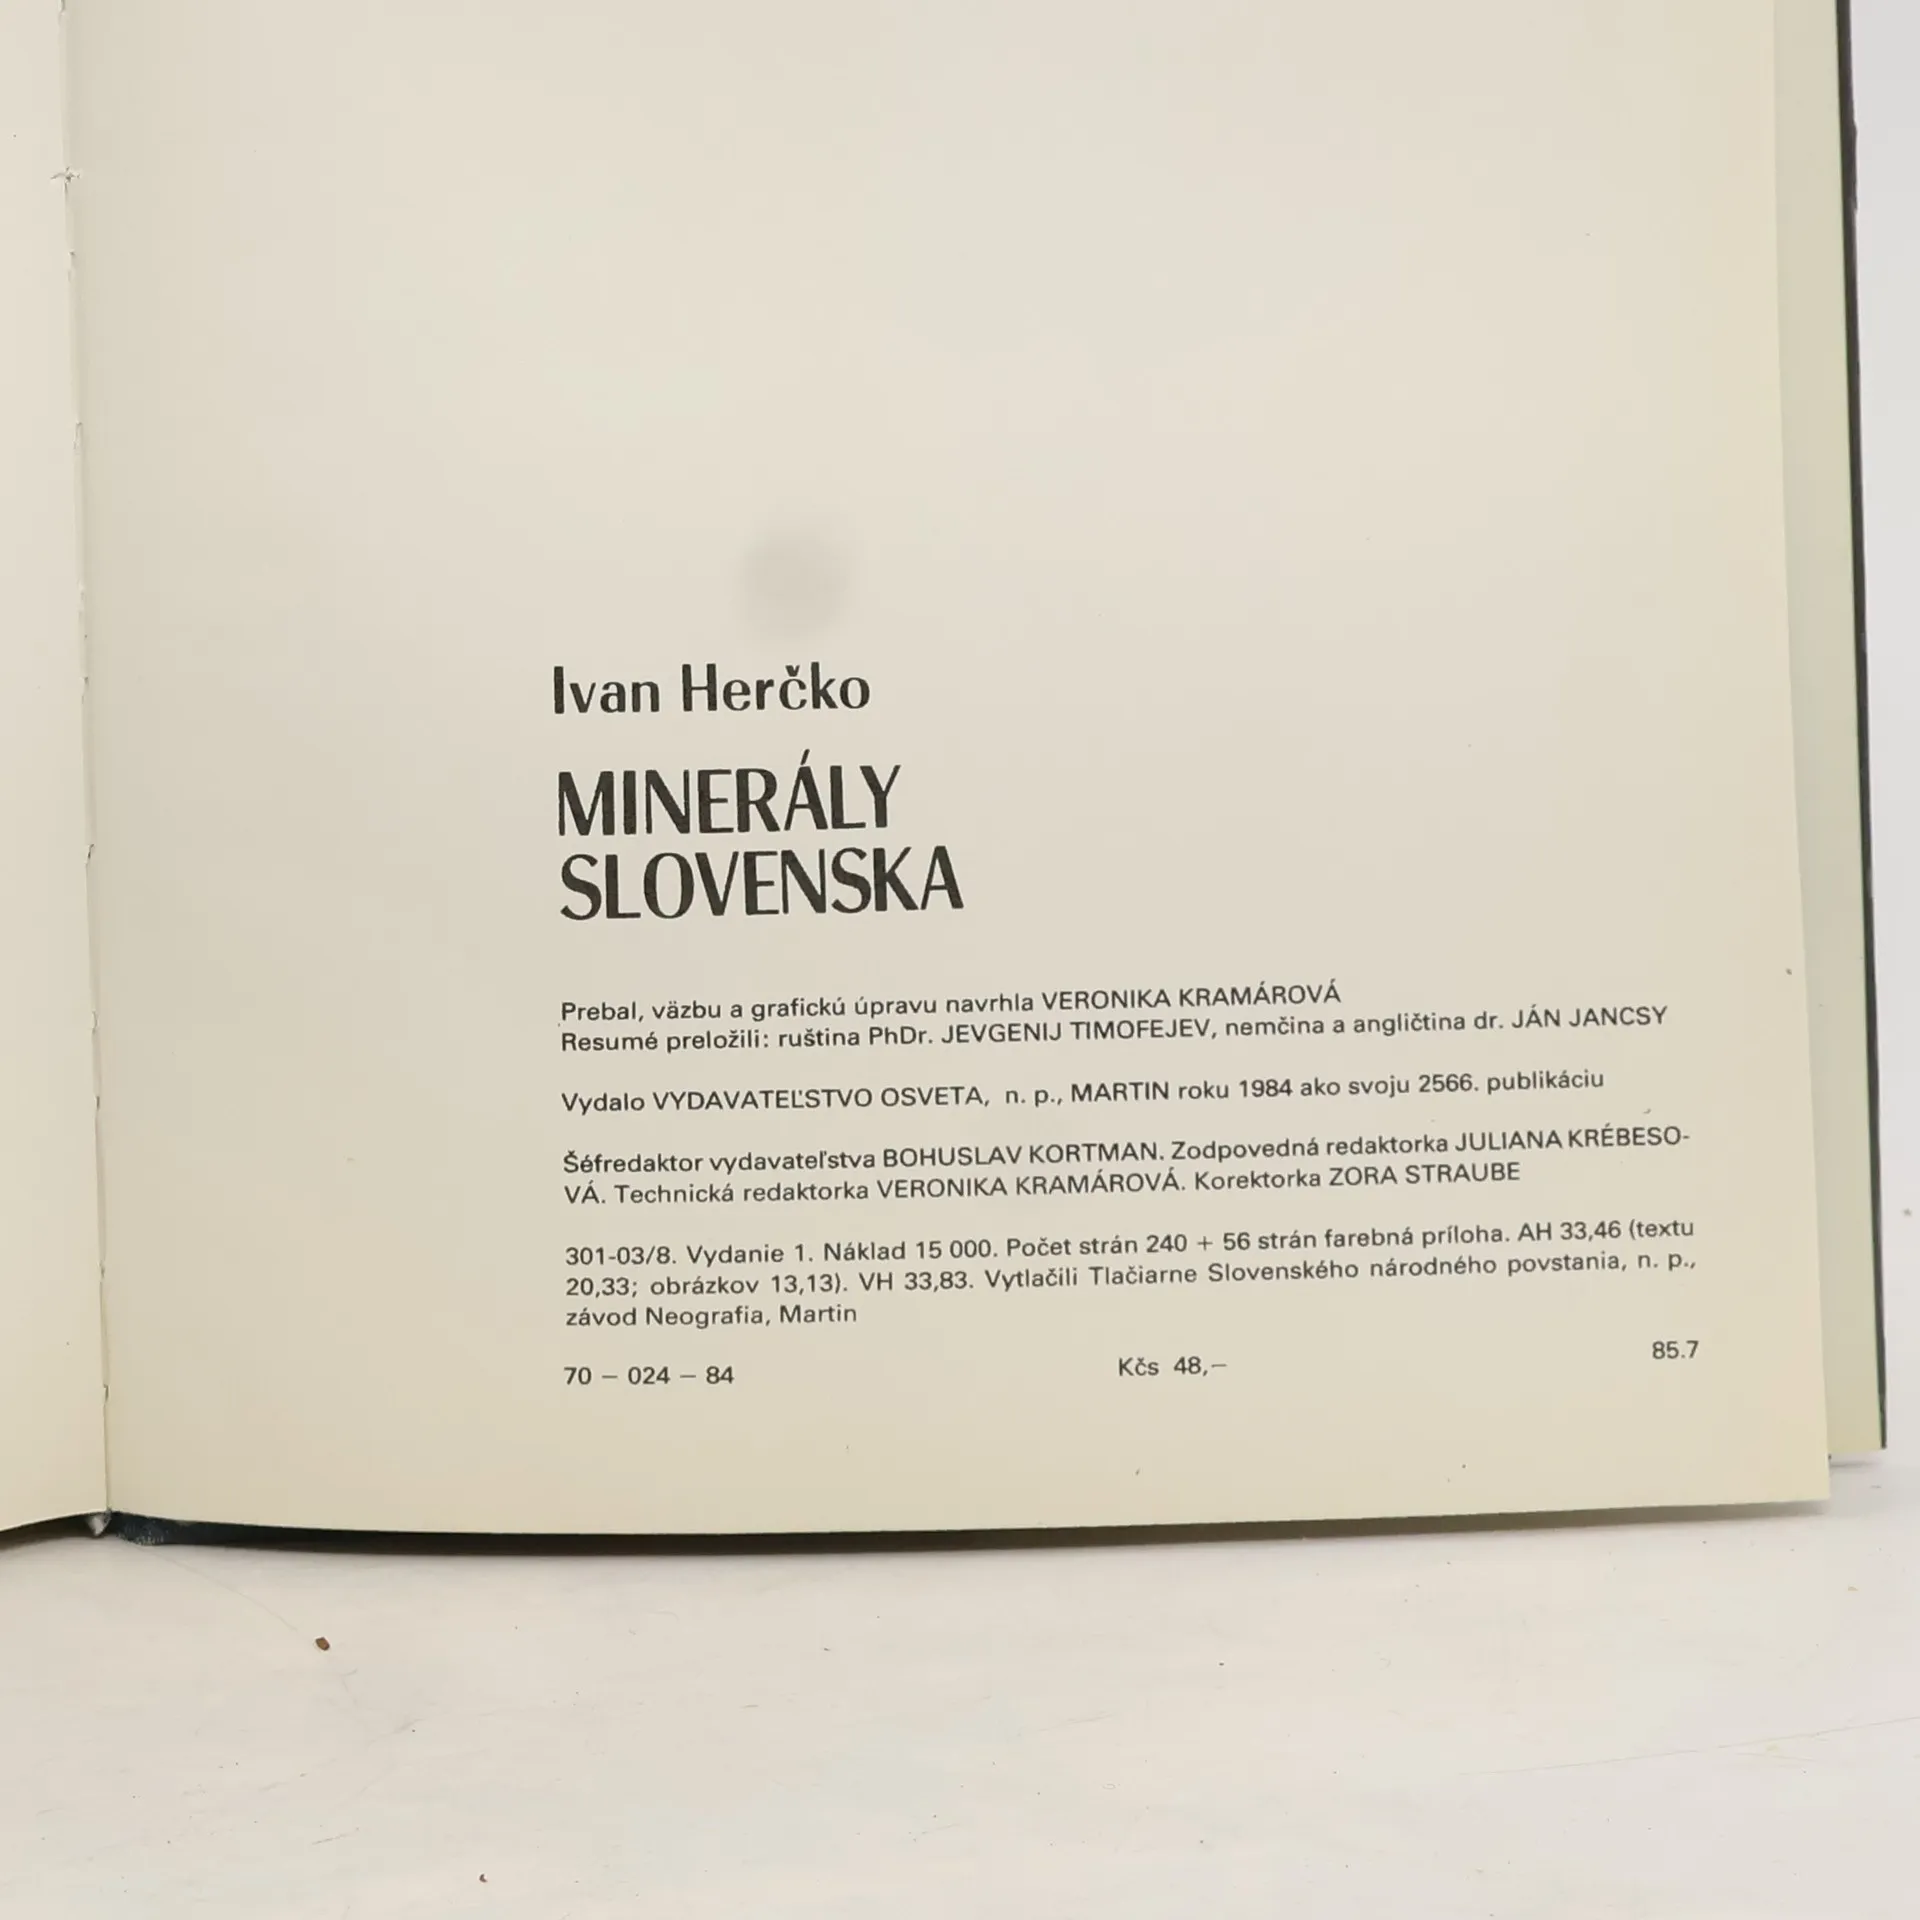 Ivan Herčko
MINERÁLY
SLOVENSKA
Prebal, väzbu a grafickú úpravu navrhla VERONIKA KRAMÁROVÁ
Resumé preložili: ruština PhDr. JEVGENIJ TIMOFEJEV, nemčina a angličtina dr. JÁN JANCSY
Vydalo VYDAVATEĽSTVO OSVETA, n. p., MARTIN roku 1984 ako svoju 2566. publikáciu
Šéfredaktor vydavateľstva BOHUSLAV KORTMAN. Zodpovedná redaktorka JULIANA KRÉBESO-
VÁ. Technická redaktorka VERONIKA KRAMÁROVÁ. Korektorka ZORA STRAUBE
301-03/8. Vydanie 1. Náklad 15 000. Počet strán 240 + 56 strán farebná príloha. AH 33,46 (textu
20,33; obrázkov 13,13). VH 33,83. Vytlačili Tlačiarne Slovenského národného povstania, n. p.,
závod Neografia, Martin
70 — 024 — 84 Kčs 48,— 85.7